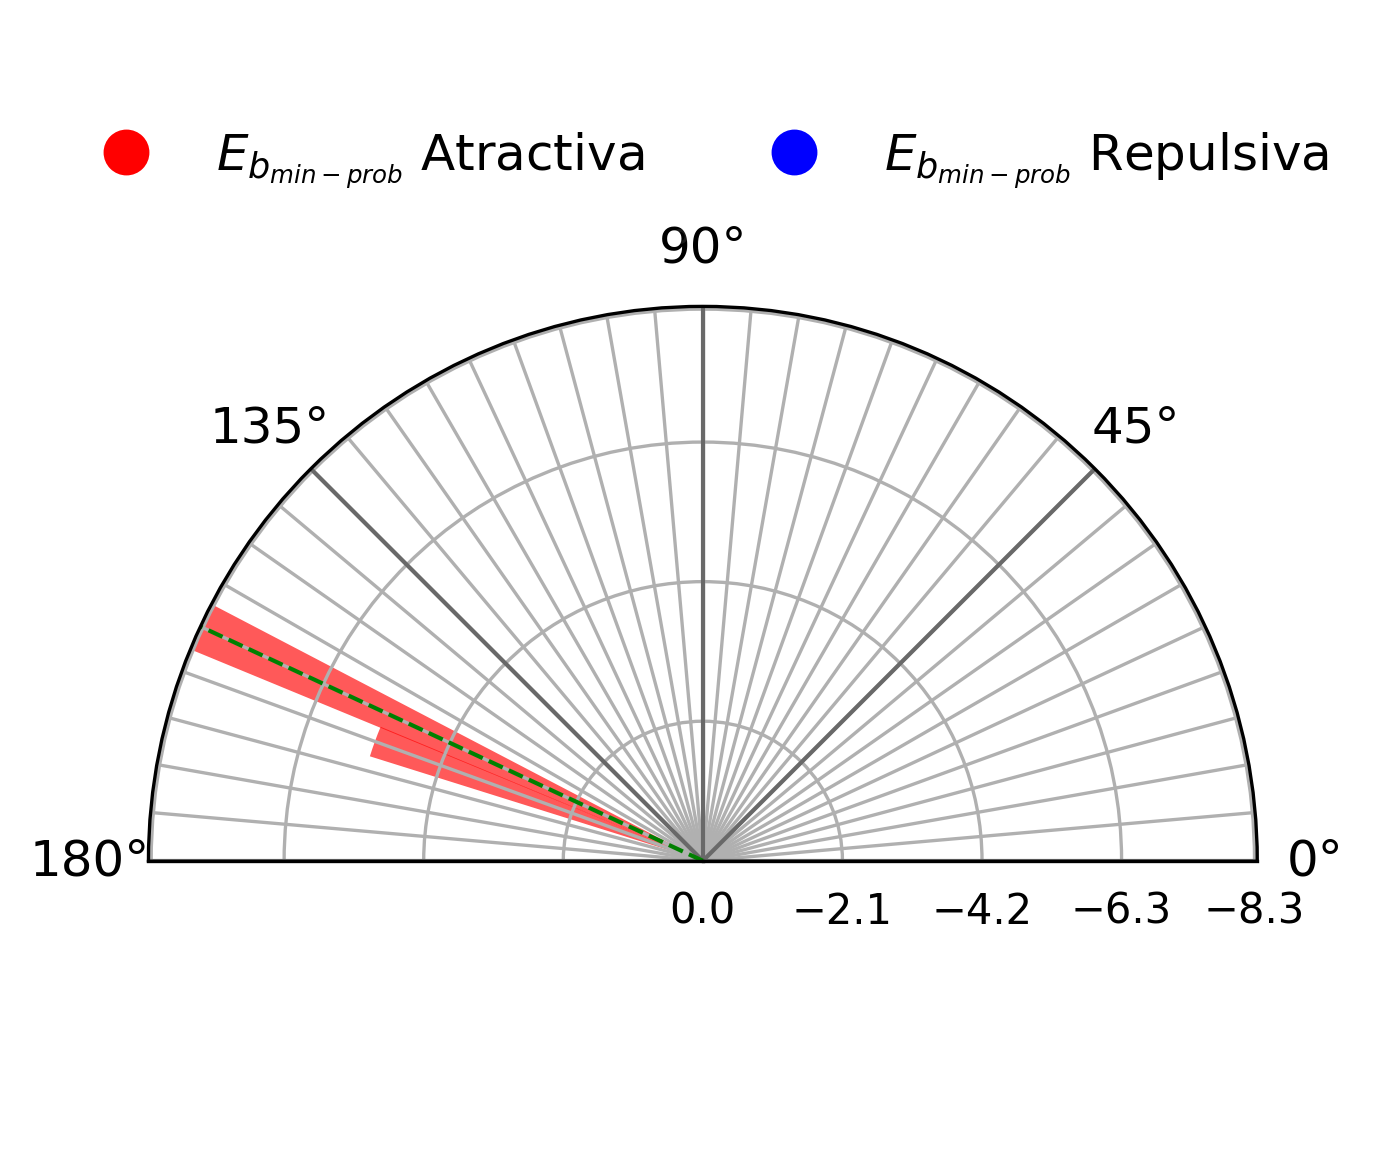 E_{b_{min-prob}} Atractiva E_{b_{min-prob}} Repulsiva
90°
135° 45°
180° 0°
0.0 −2.1 −4.2 −6.3 −8.3